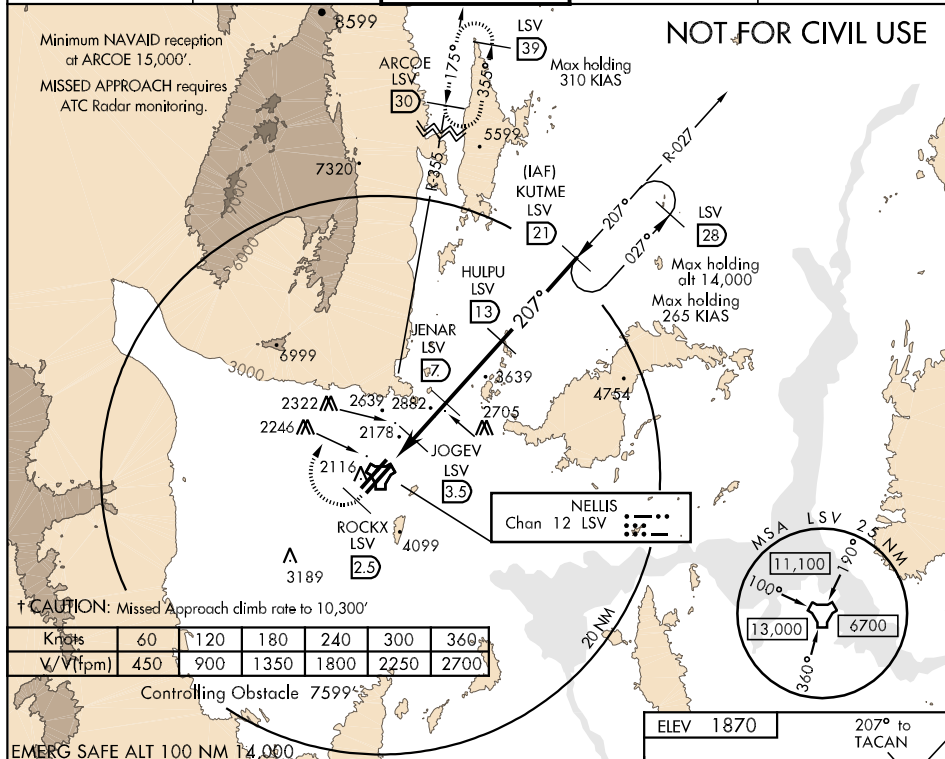 8599
NOT FOR CIVIL USE
Minimum NAVAID reception
at ARCOE 15,000'.
MISSED APPROACH requires
ATC Radar monitoring.
LSV
39
Max holding
310 KIAS
175°
355°
ARCOE
LSV
30
5599
7320
R-355
R-027
9000
6000
(IAF)
KUTME
LSV
21
207°
027°
LSV
28
Max holding
alt 14,000
Max holding
265 KIAS
HULPU
LSV
13
207°
JENAR
LSV
7
6999
3000
3639
4754
2322
2639
2882
2705
2246
2178
2116
JOGEV
LSV
3.5
ROCKX
LSV
2.5
4099
3189
NELLIS
Chan 12 LSV
20 NM
MSA LSV 25 NM
11,100
190°
100°
13,000
6700
360°
† CAUTION: Missed Approach climb rate to 10,300'
Knots 60 120 180 240 300 360
V/V(fpm) 450 900 1350 1800 2250 2700
Controlling Obstacle 7599'
EMERG SAFE ALT 100 NM 14,000
ELEV 1870
207° to
TACAN